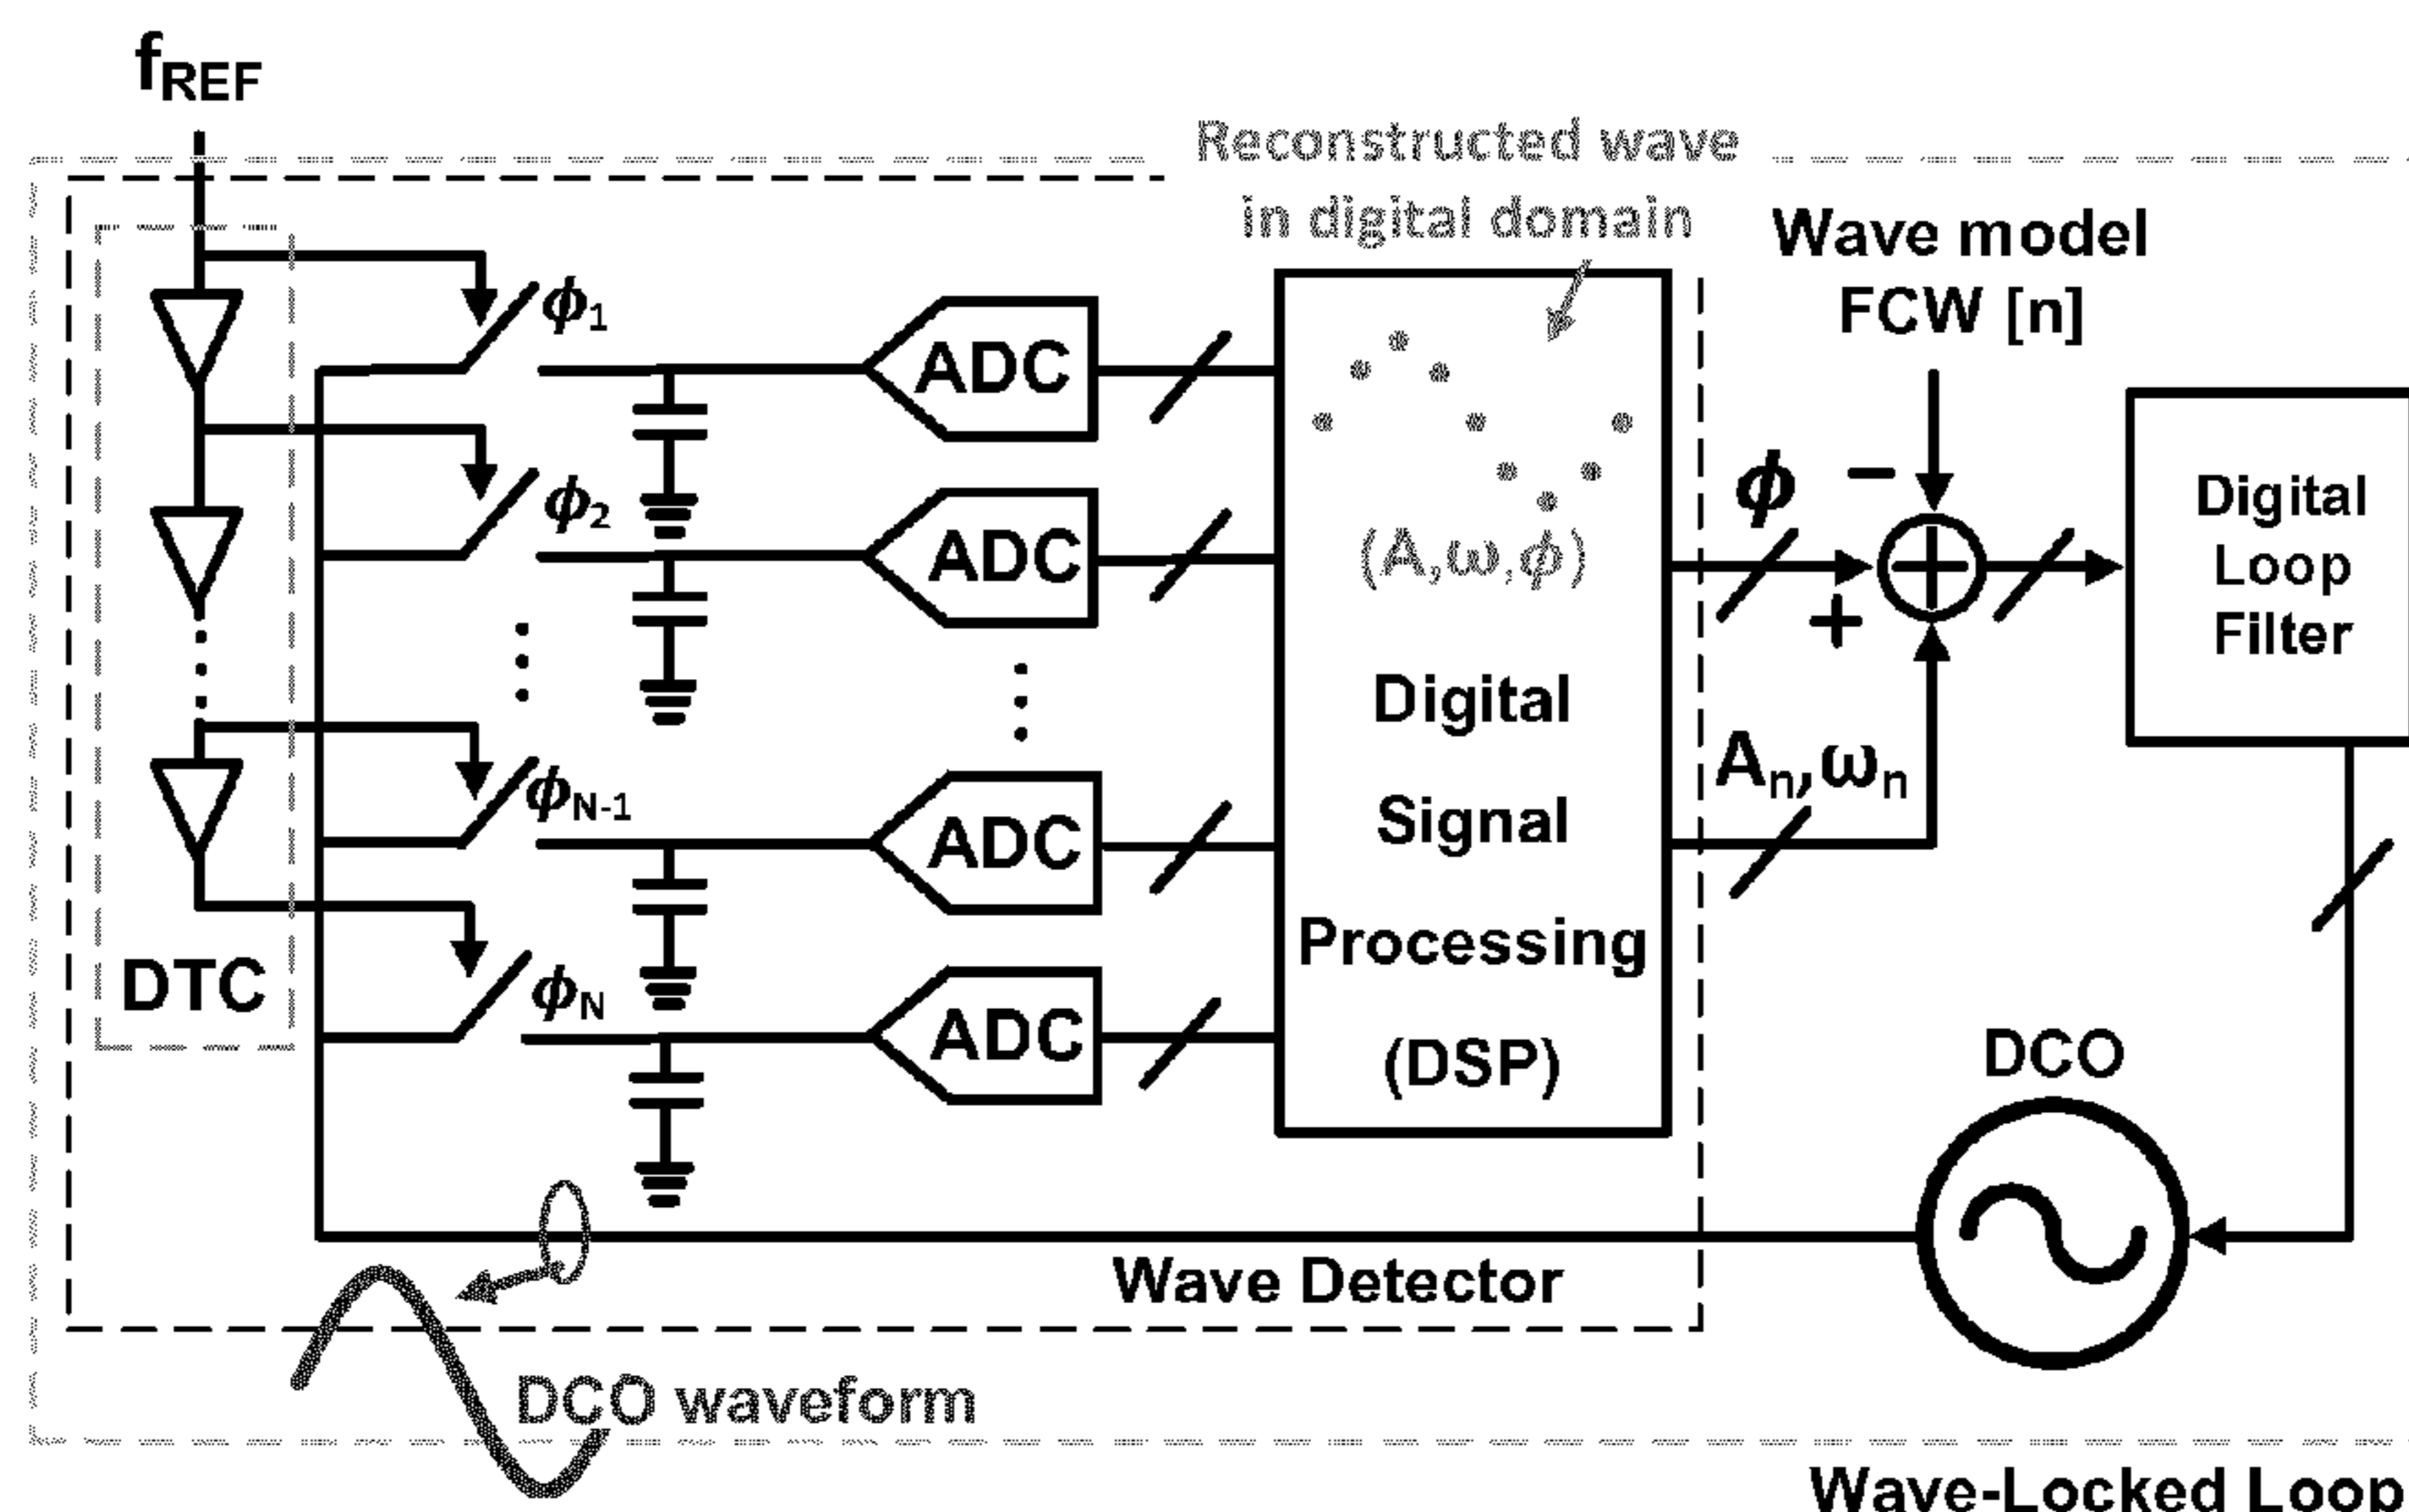 fREF
Reconstructed wave
in digital domain
Wave model
FCW [n]
ϕ1
ADC
ϕ2
ADC
(A,ω,ϕ)
ϕ
−
+
Digital
Loop
Filter
Digital
Signal
Processing
(DSP)
An,ωn
ϕN-1
ADC
ϕN
ADC
DTC
DCO
Wave Detector
DCO waveform
Wave-Locked Loop